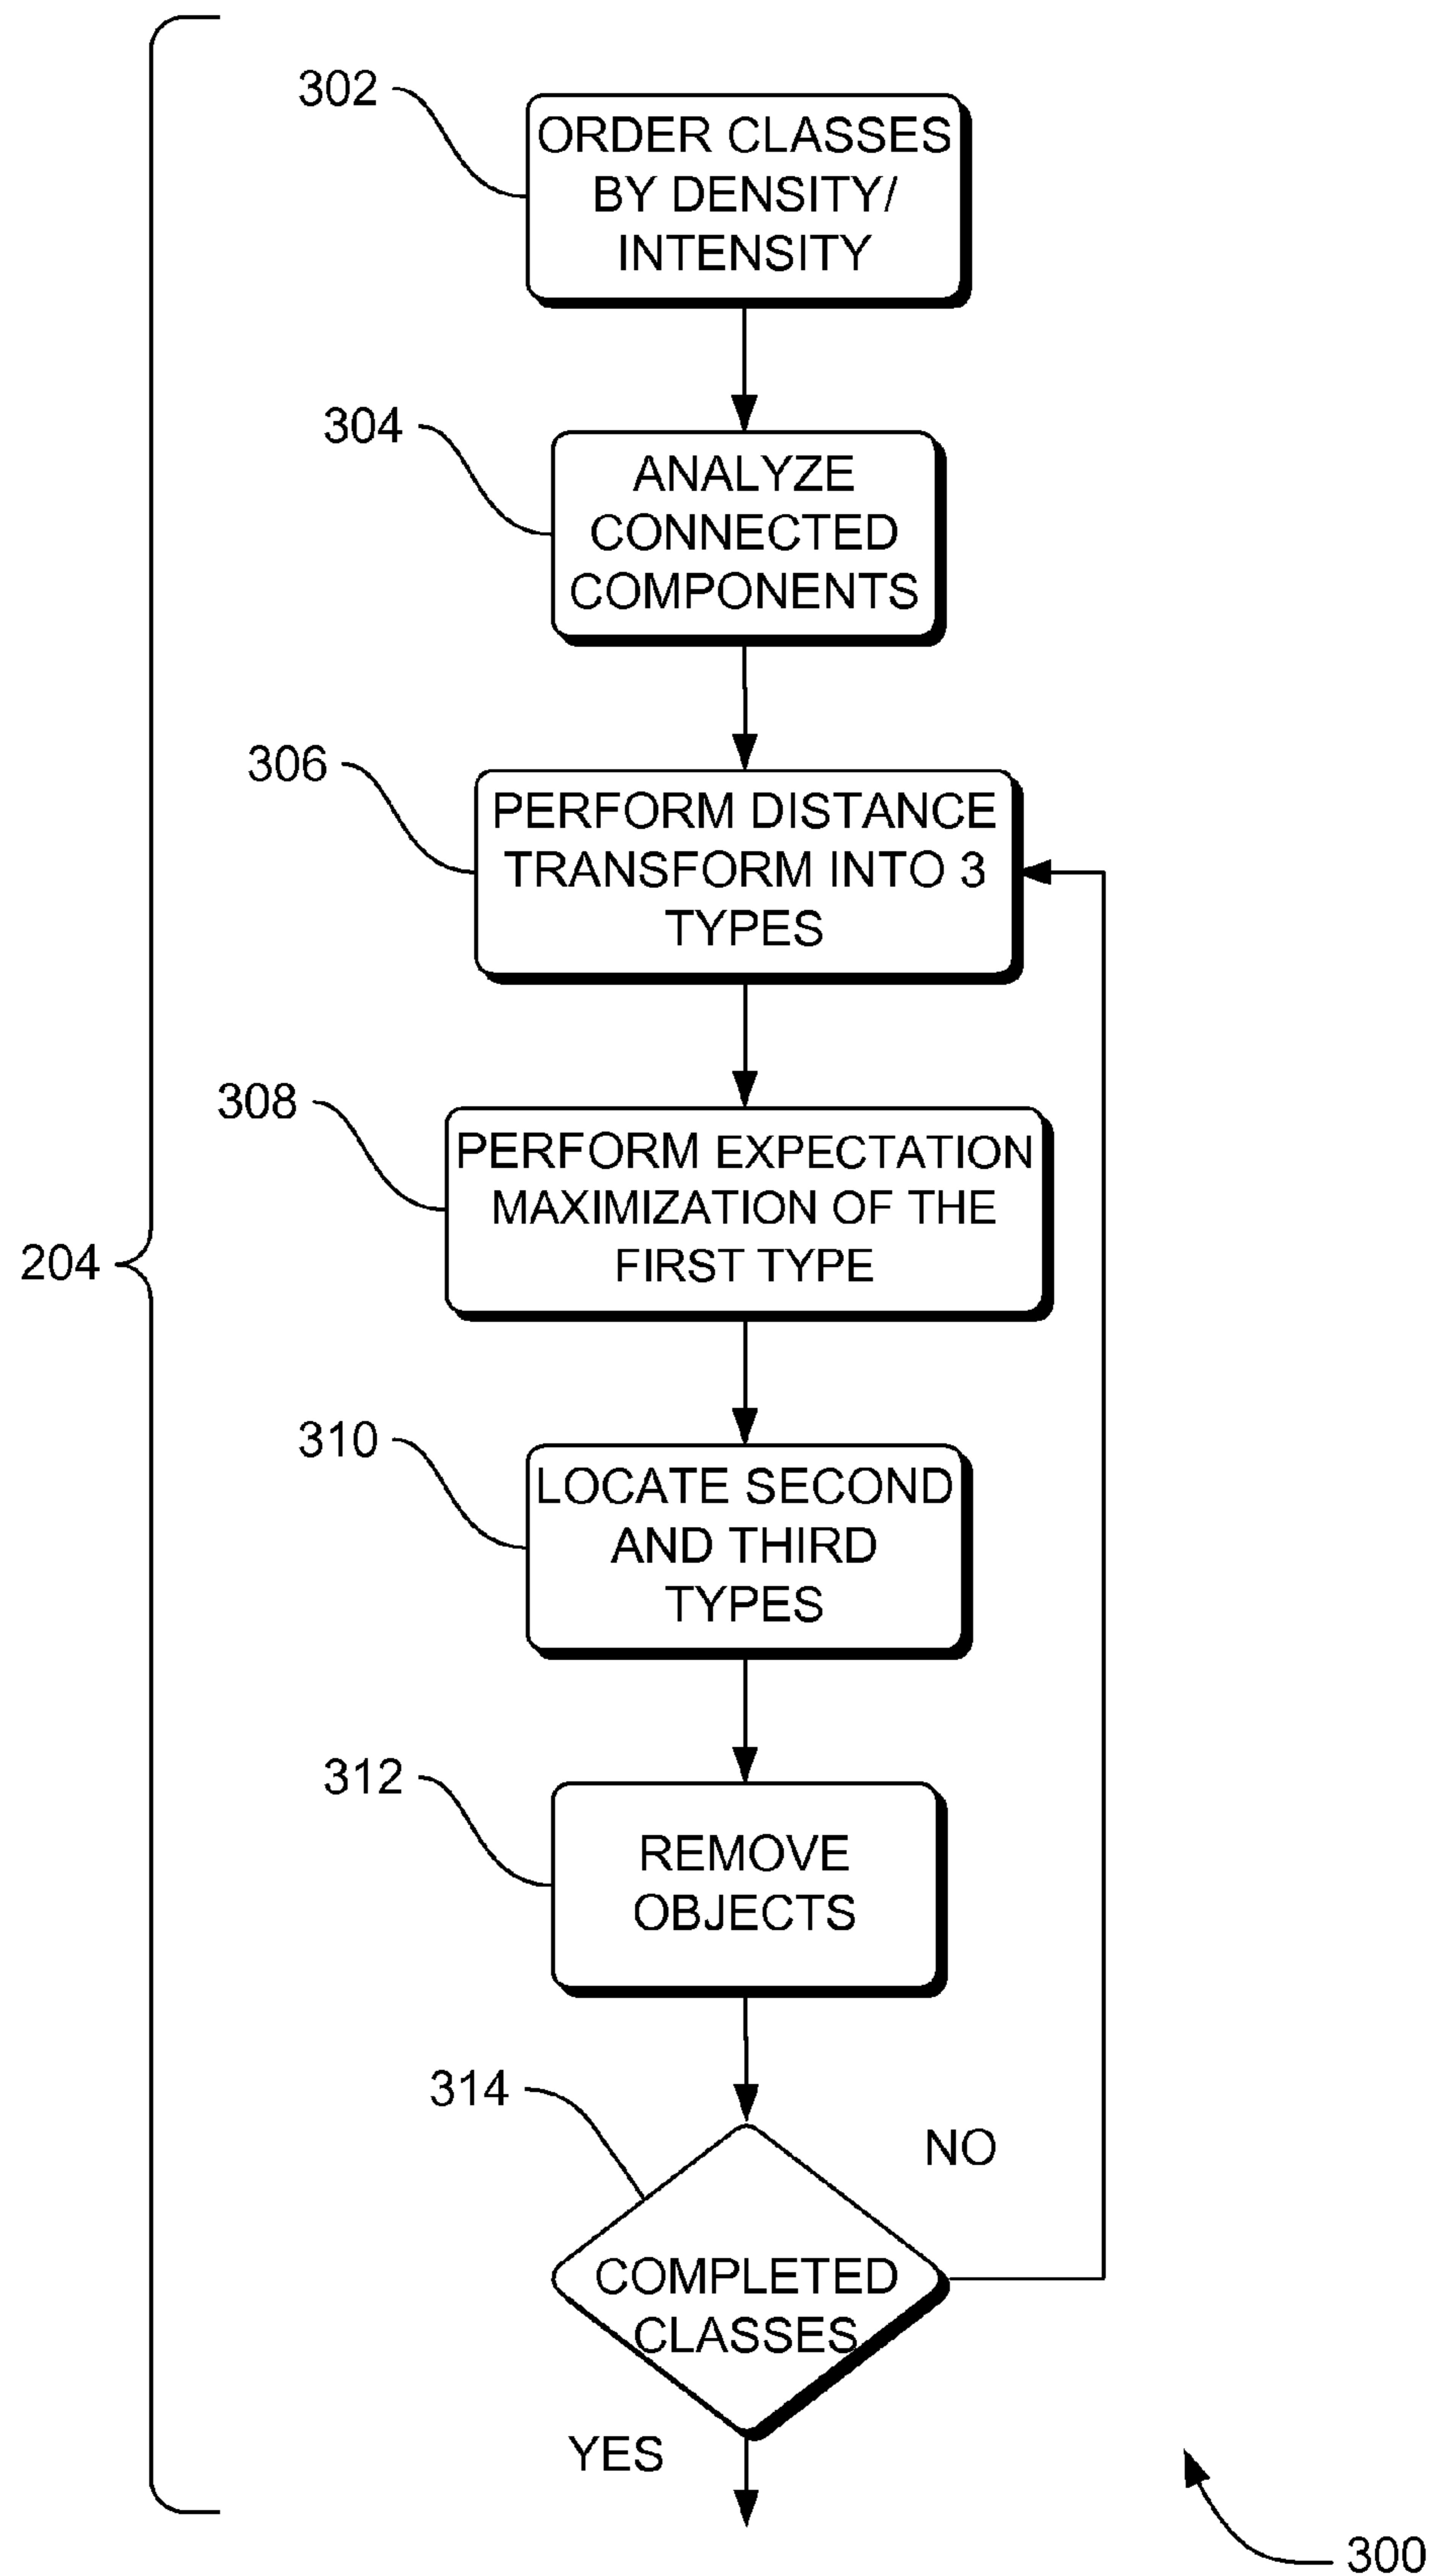 302
ORDER CLASSES
BY DENSITY/
INTENSITY
304
ANALYZE
CONNECTED
COMPONENTS
306
PERFORM DISTANCE
TRANSFORM INTO 3
TYPES
308
PERFORM EXPECTATION
MAXIMIZATION OF THE
FIRST TYPE
204
310
LOCATE SECOND
AND THIRD
TYPES
312
REMOVE
OBJECTS
314
NO
COMPLETED
CLASSES
YES
300